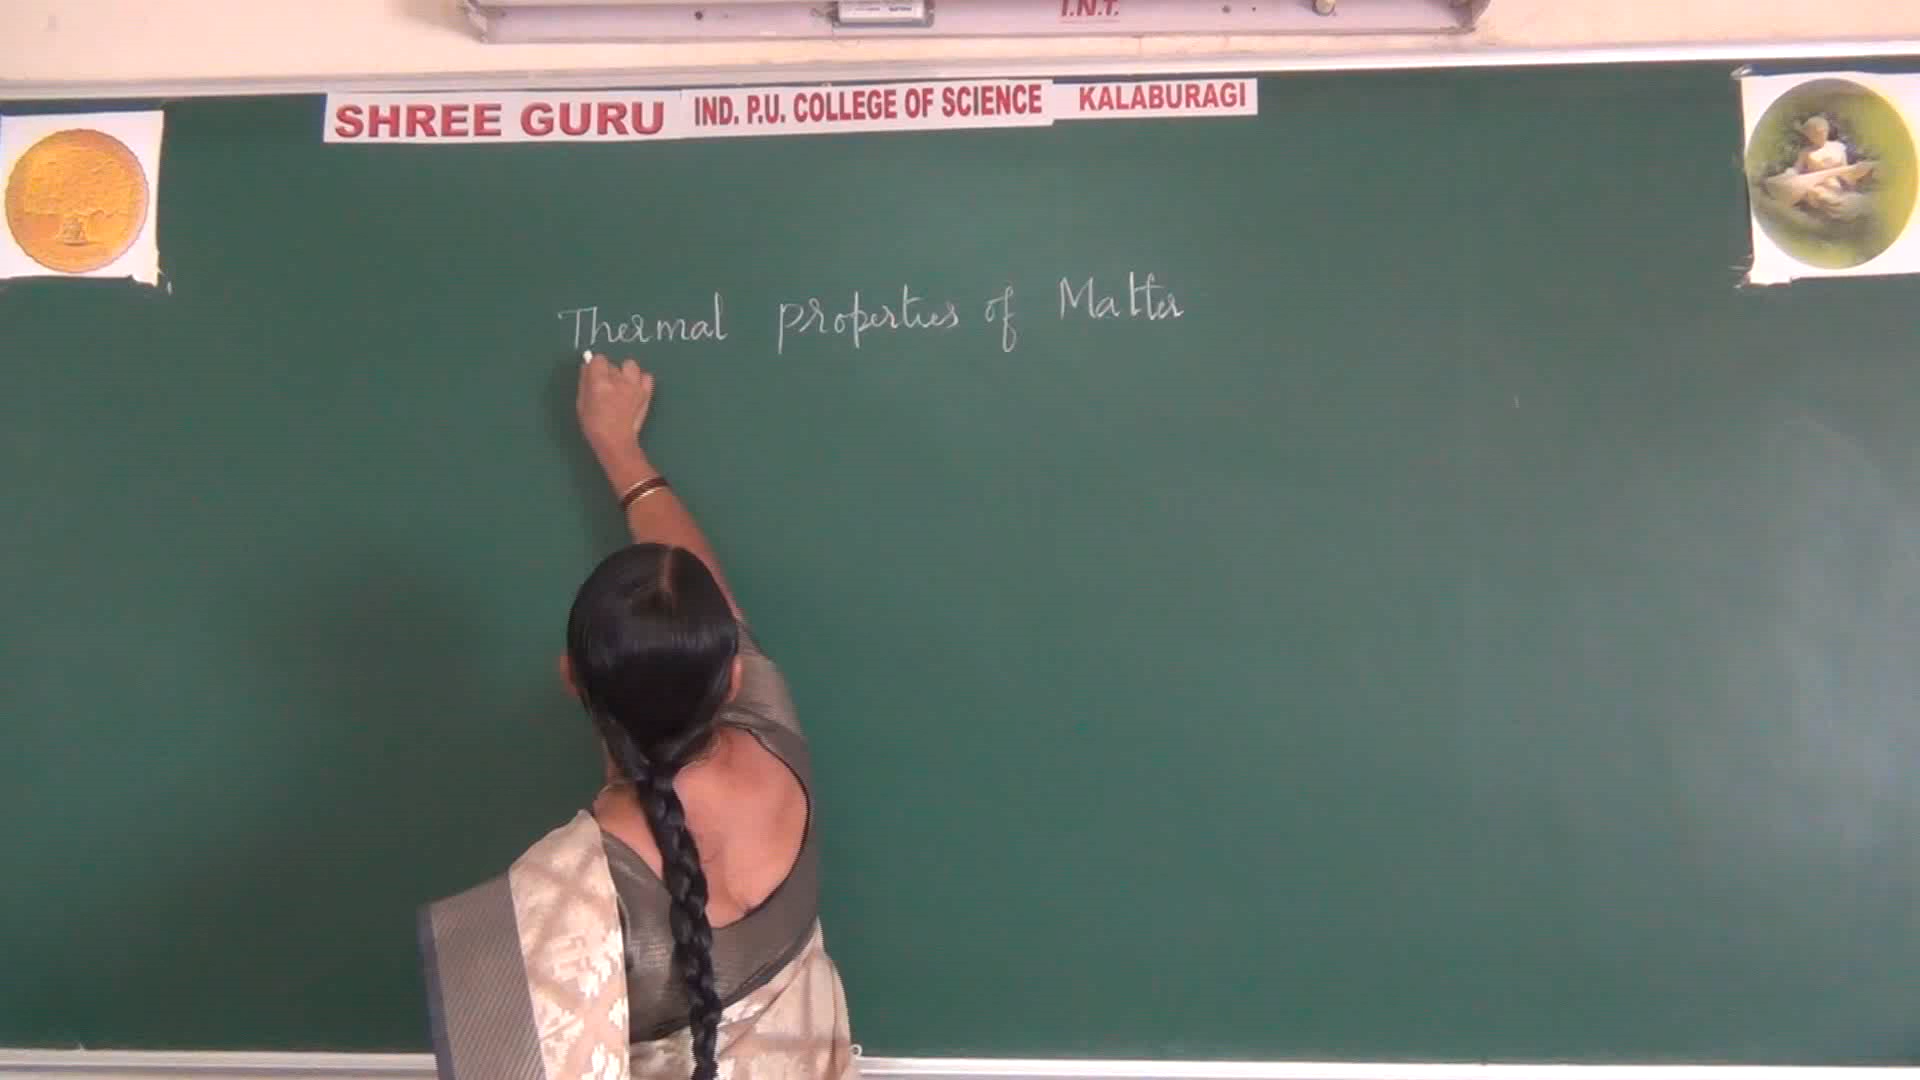 I.N.T.
SHREE GURU IND. P.U. COLLEGE OF SCIENCE KALABURAGI
Thermal properties of Matter